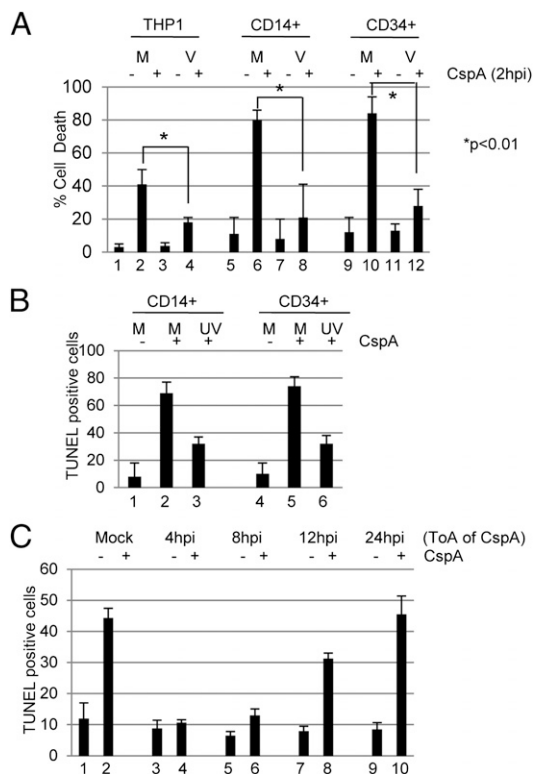 A
THP1 CD14+ CD34+
M V M V M V
- + - + - + - + - + - + CspA (2hpi)
% Cell Death
100
80
60
40
20
0
* * *
*p<0.01
1 2 3 4 5 6 7 8 9 10 11 12
B
CD14+ CD34+
M M UV M M UV
- + + - + + CspA
TUNEL positive cells
100
80
60
40
20
0
1 2 3 4 5 6
C
Mock 4hpi 8hpi 12hpi 24hpi (ToA of CspA)
- + - + - + - + - + CspA
TUNEL positive cells
60
50
40
30
20
10
0
1 2 3 4 5 6 7 8 9 10